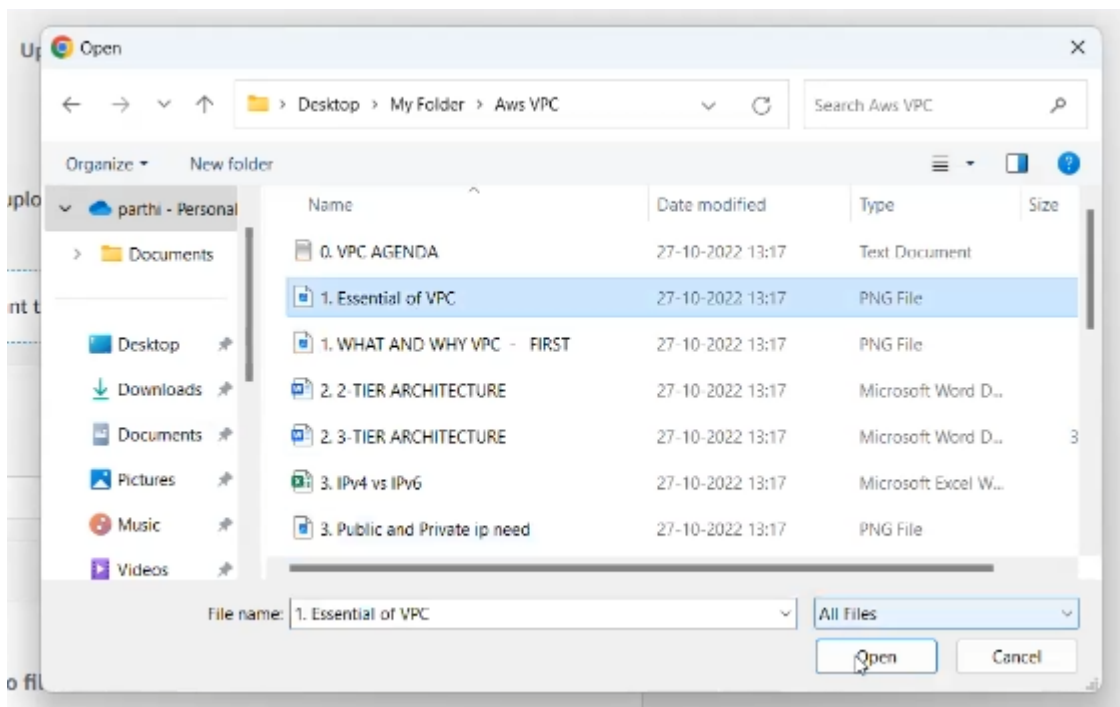 Up
Open
Desktop > My Folder > Aws VPC
Search Aws VPC
Organize
New folder
uplo
parthi - Personal
Name
Date modified
Type
Size
Documents
0. VPC AGENDA
27-10-2022 13:17
Text Document
nt t
1. Essential of VPC
27-10-2022 13:17
PNG File
Desktop
1. WHAT AND WHY VPC - FIRST
27-10-2022 13:17
PNG File
Downloads
2. 2-TIER ARCHITECTURE
27-10-2022 13:17
Microsoft Word D...
Documents
2. 3-TIER ARCHITECTURE
27-10-2022 13:17
Microsoft Word D...
3
Pictures
3. IPv4 vs IPv6
27-10-2022 13:17
Microsoft Excel W...
Music
3. Public and Private ip need
27-10-2022 13:17
PNG File
Videos
File name:
1. Essential of VPC
All Files
Open
Cancel
o fil